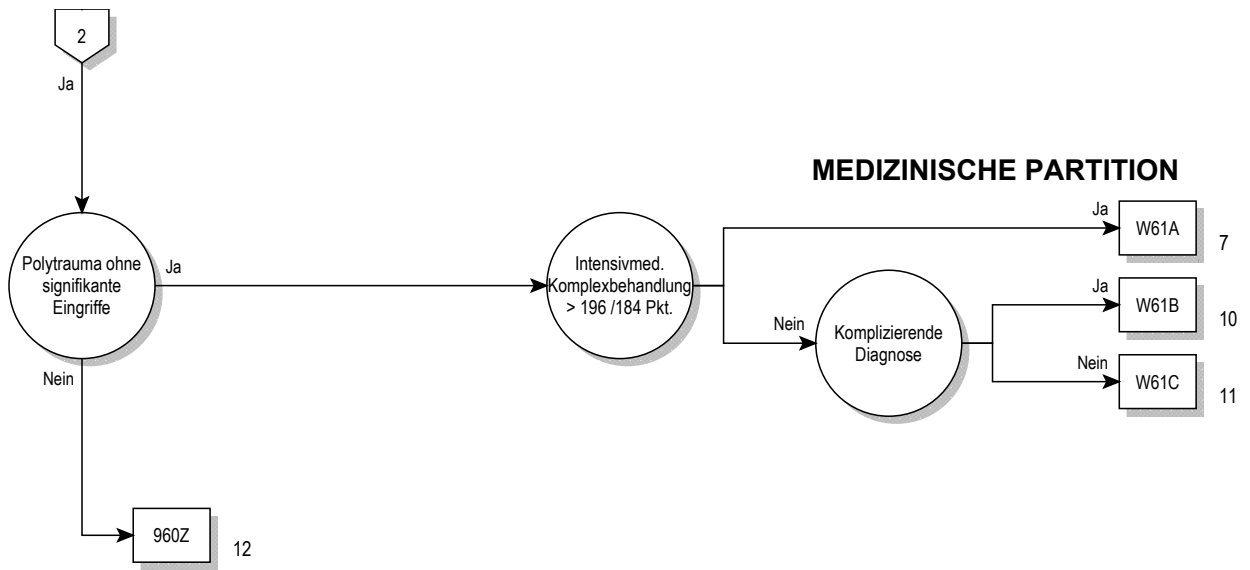 2
Ja
MEDIZINISCHE PARTITION
Ja
W61A
7
Polytrauma ohne
signifikante
Eingriffe
Ja
Intensivmed.
Komplexbehandlung
> 196 /184 Pkt.
Ja
W61B
10
Nein
Komplizierende
Diagnose
Nein
W61C
11
Nein
960Z
12